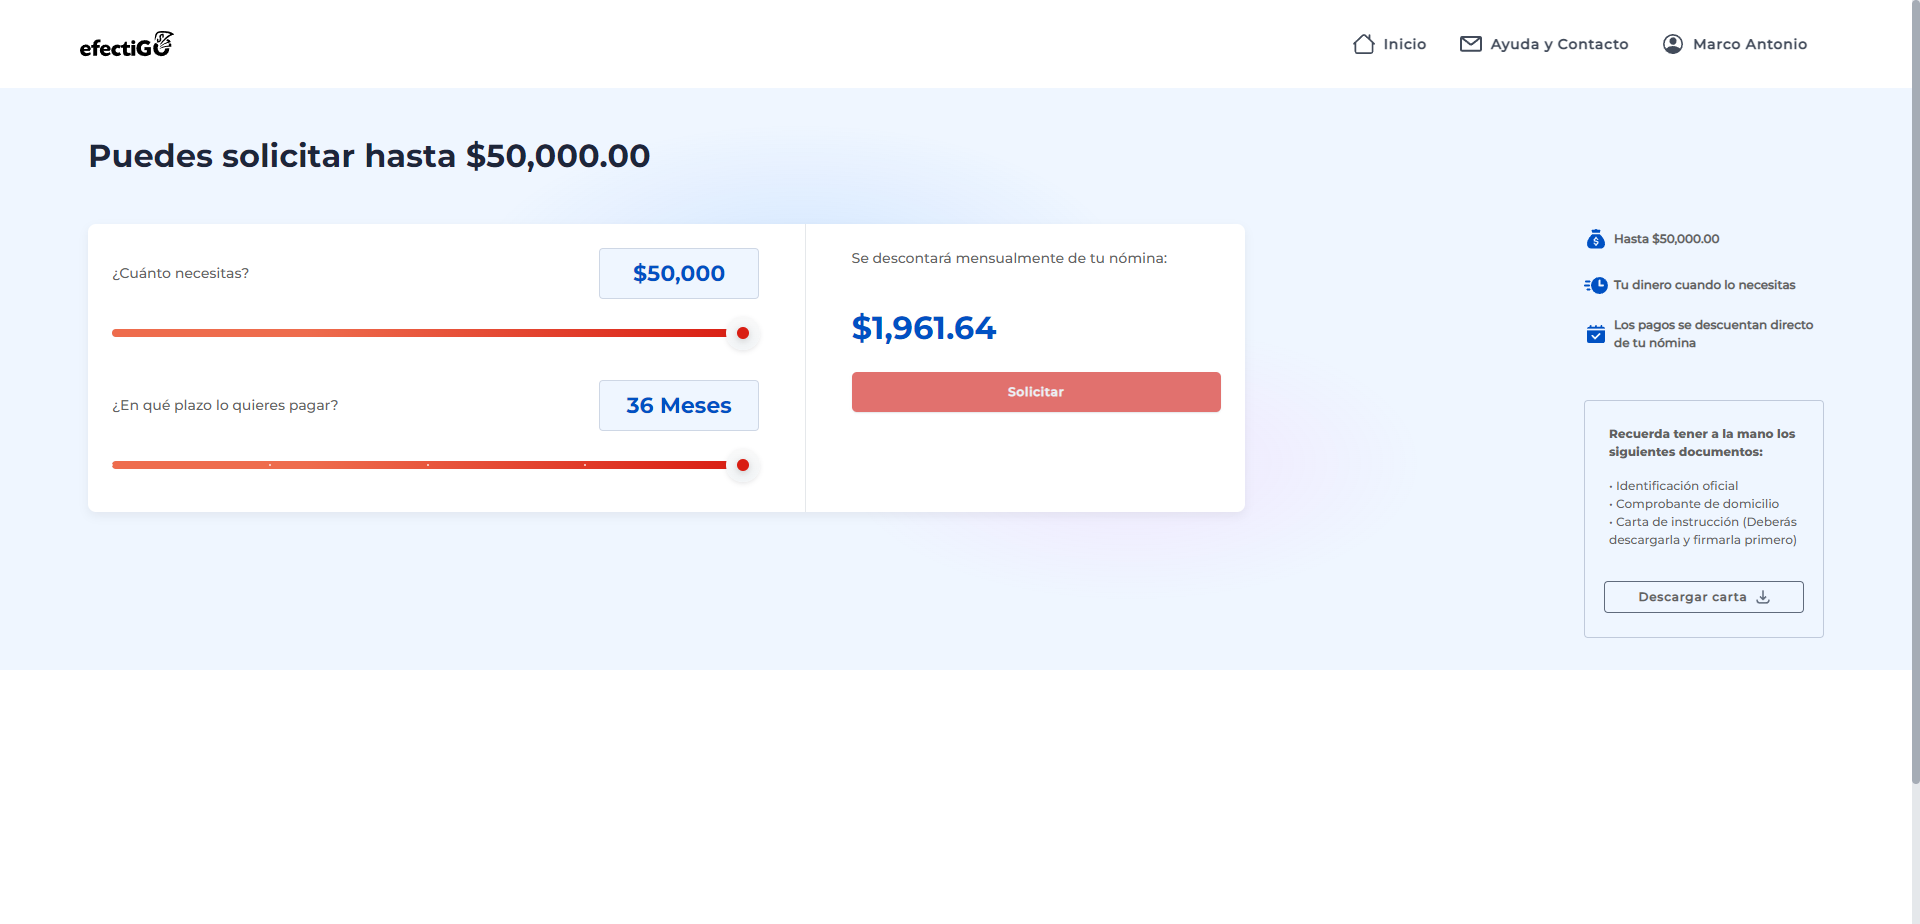 efectiGO
Inicio
Ayuda y Contacto
Marco Antonio
Puedes solicitar hasta $50,000.00
¿Cuánto necesitas?
$50,000
¿En qué plazo lo quieres pagar?
36 Meses
Se descontará mensualmente de tu nómina:
$1,961.64
Solicitar
Hasta $50,000.00
Tu dinero cuando lo necesitas
Los pagos se descuentan directo
de tu nómina
Recuerda tener a la mano los
siguientes documentos:
• Identificación oficial
• Comprobante de domicilio
• Carta de instrucción (Deberás
descargarla y firmarla primero)
Descargar carta